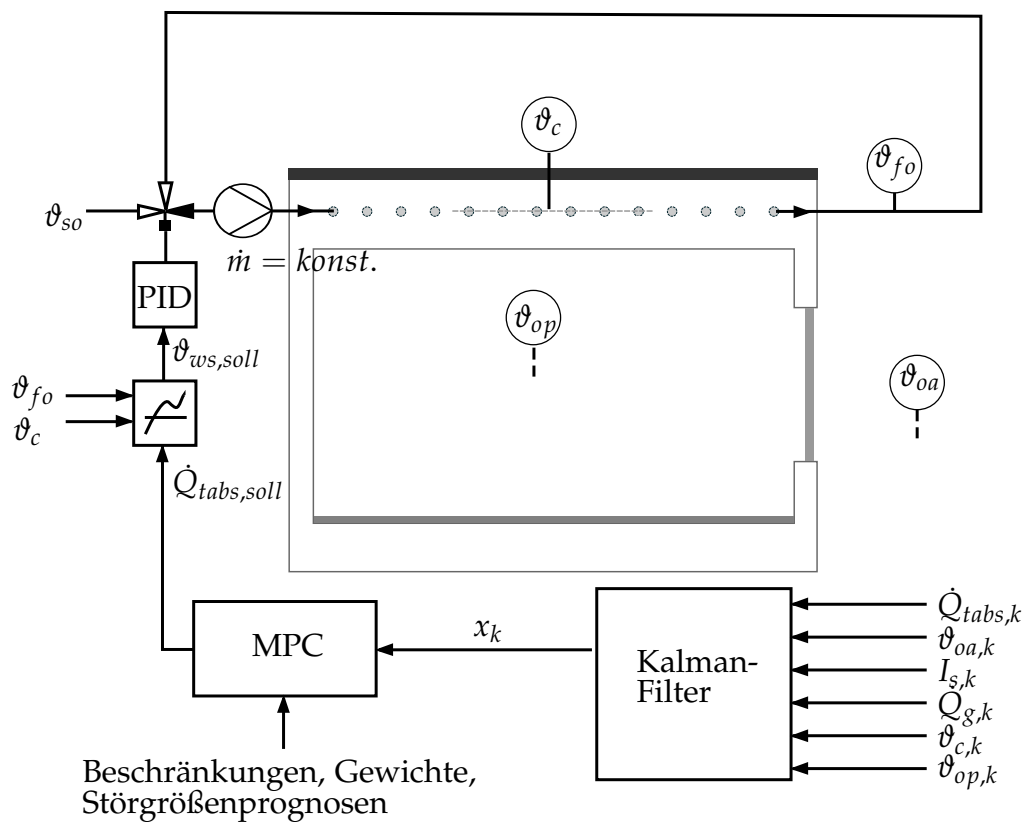 ϑ_c
ϑ_fo
ϑ_so
ṁ = konst.
PID
ϑ_op
ϑ_ws,soll
ϑ_oa
ϑ_fo
ϑ_c
Q̇_tabs,soll
MPC
x_k
Kalman-
Filter
Q̇_tabs,k
ϑ_oa,k
I_s,k
Q̇_g,k
ϑ_c,k
ϑ_op,k
Beschränkungen, Gewichte,
Störgrößenprognosen